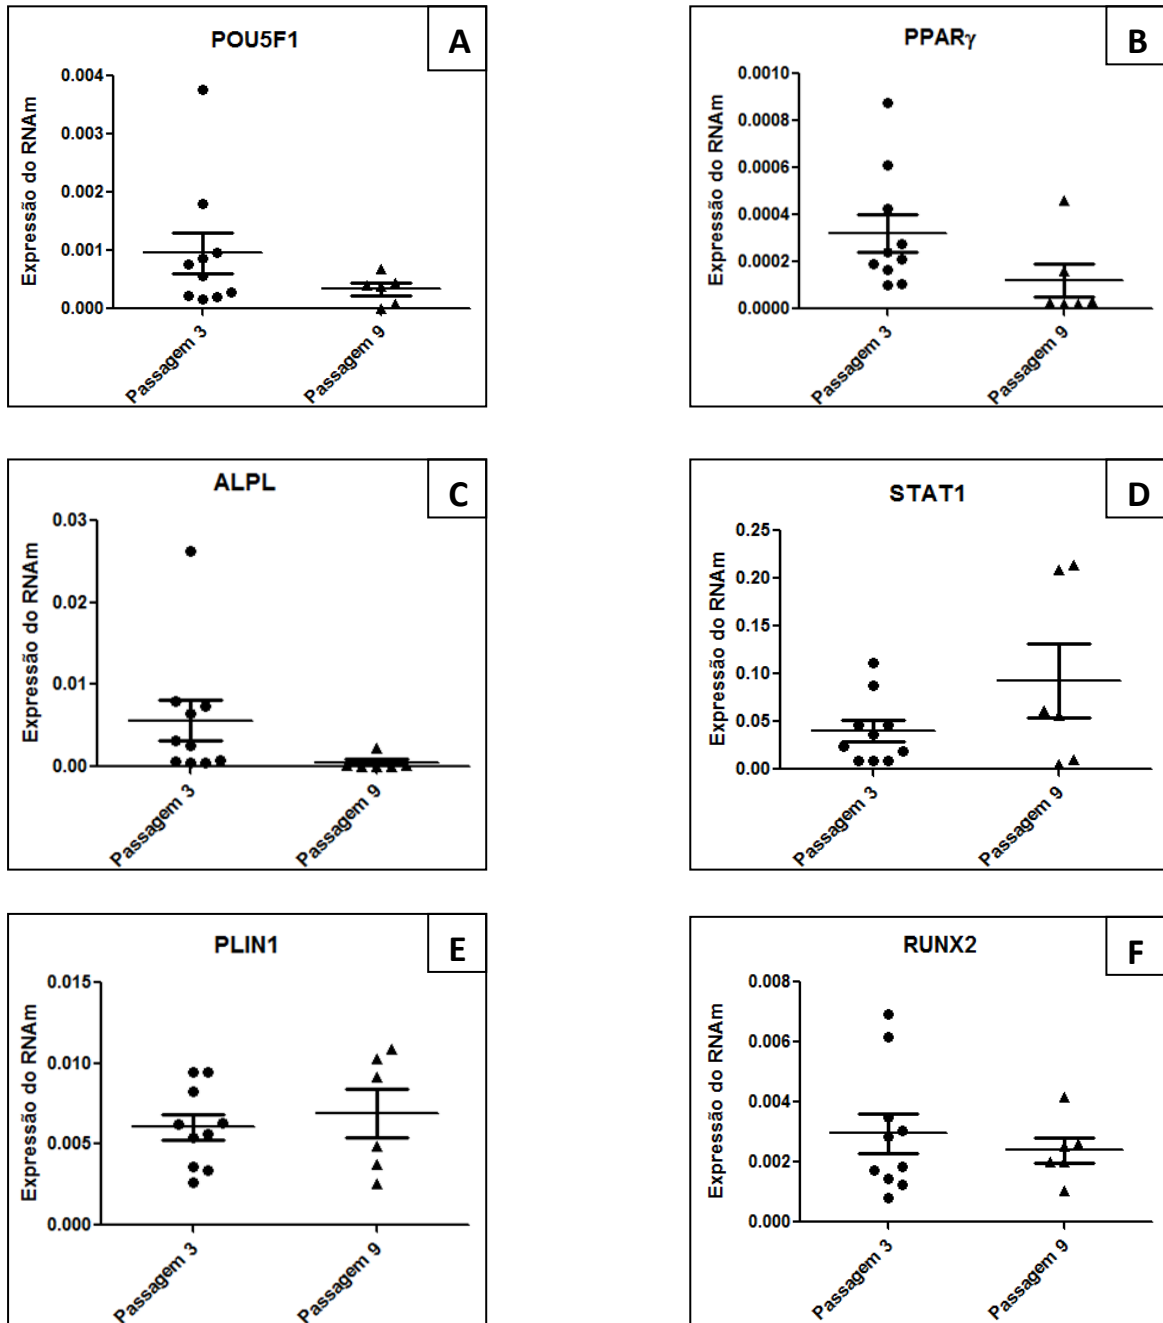 POU5F1
A
Expressão do RNAm
0.004
0.003
0.002
0.001
0.000
Passagem 3
Passagem 9
PPARγ
B
Expressão do RNAm
0.0010
0.0008
0.0006
0.0004
0.0002
0.0000
Passagem 3
Passagem 9
ALPL
C
Expressão do RNAm
0.03
0.02
0.01
0.00
Passagem 3
Passagem 9
STAT1
D
Expressão do RNAm
0.25
0.20
0.15
0.10
0.05
0.00
Passagem 3
Passagem 9
PLIN1
E
Expressão do RNAm
0.015
0.010
0.005
0.000
Passagem 3
Passagem 9
RUNX2
F
Expressão do RNAm
0.008
0.006
0.004
0.002
0.000
Passagem 3
Passagem 9